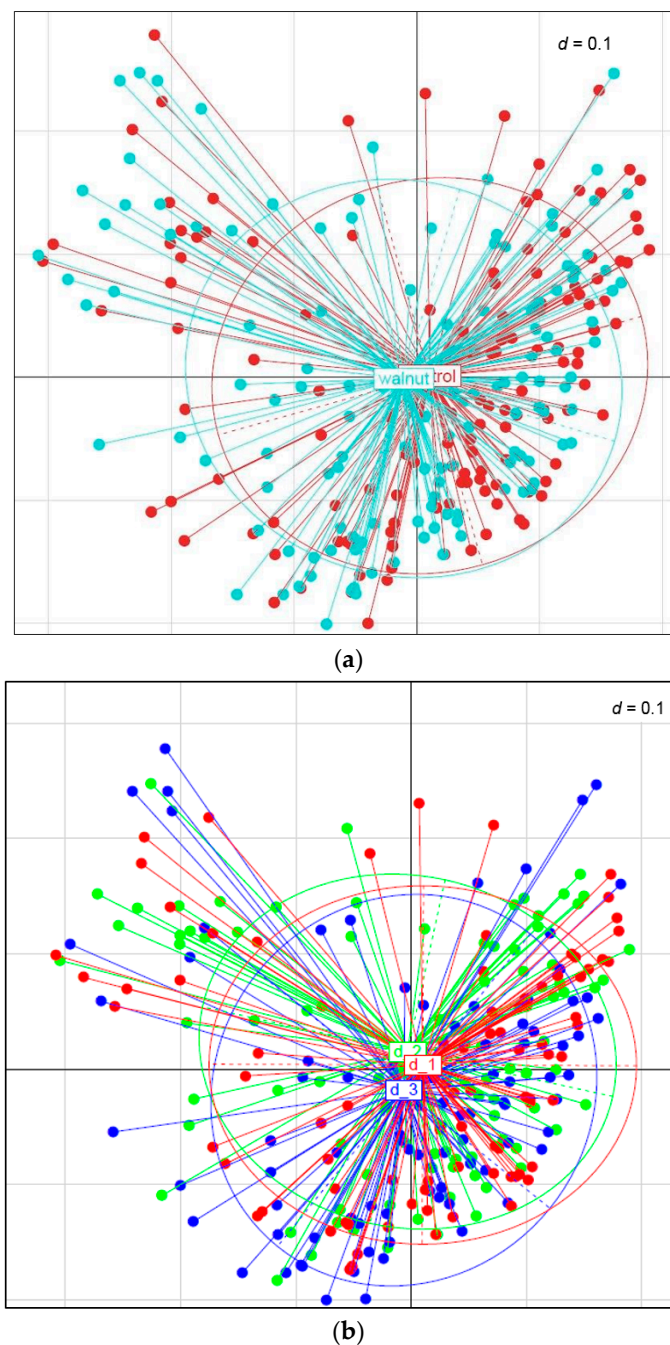 d = 0.1
walnut
trol
(a)
d = 0.1
d_2
d_1
d_3
(b)